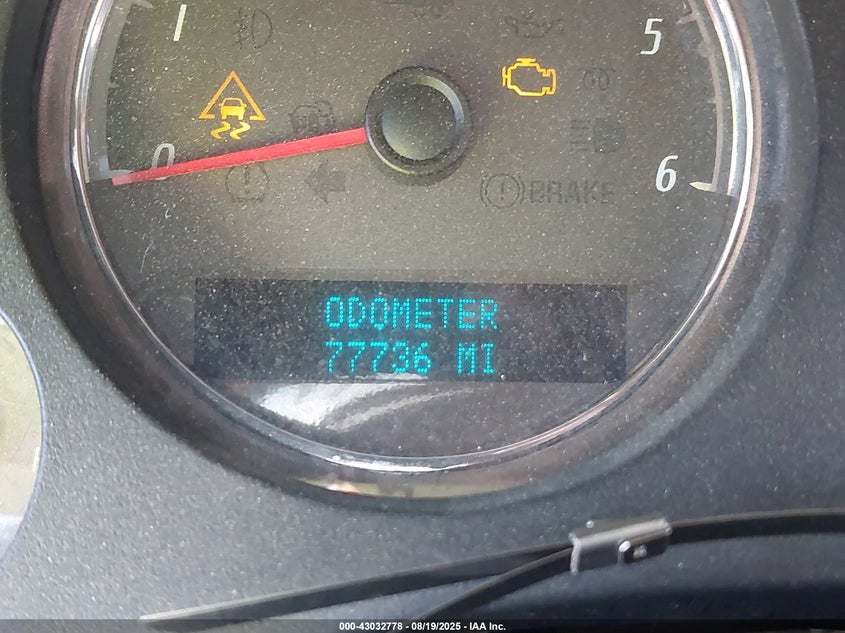 1
5
0
6
BRAKE
ODOMETER
77736 MI
000-43032778 - 08/19/2025 - IAA Inc.